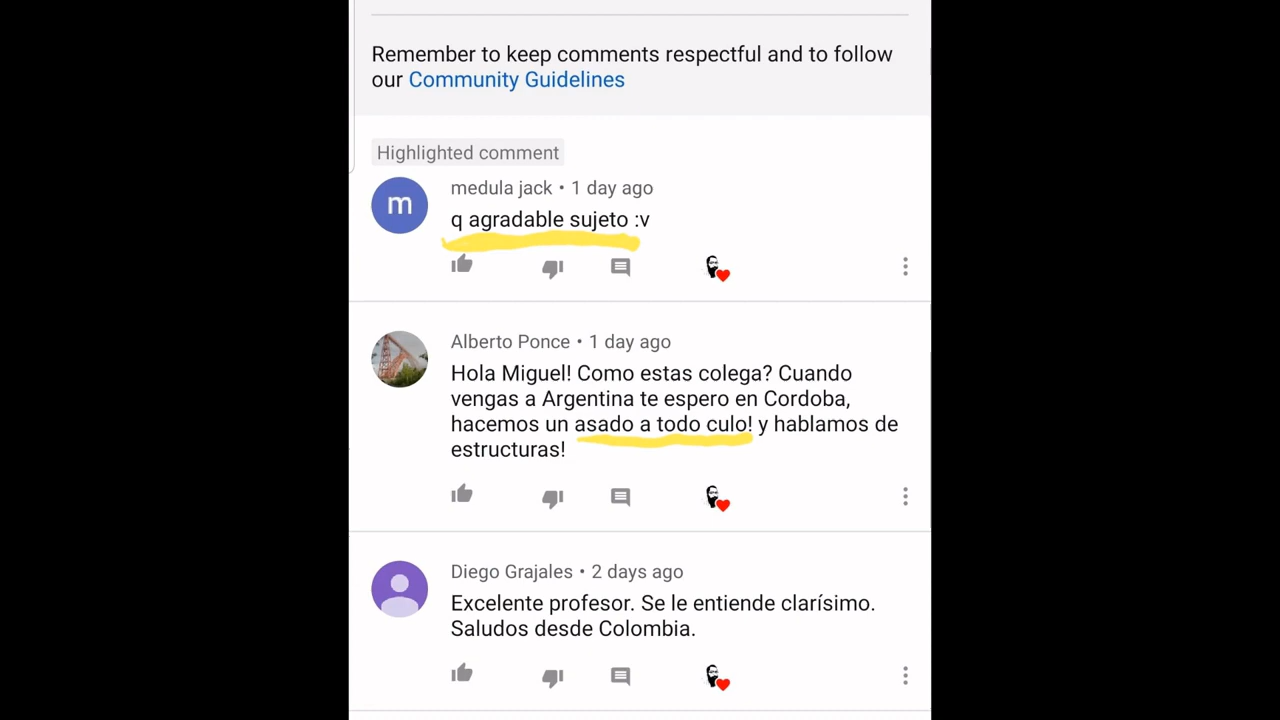 Remember to keep comments respectful and to follow
our Community Guidelines
Highlighted comment
m
medula jack • 1 day ago
q agradable sujeto :v
Alberto Ponce • 1 day ago
Hola Miguel! Como estas colega? Cuando
vengas a Argentina te espero en Cordoba,
hacemos un asado a todo culo! y hablamos de
estructuras!
Diego Grajales • 2 days ago
Excelente profesor. Se le entiende clarísimo.
Saludos desde Colombia.